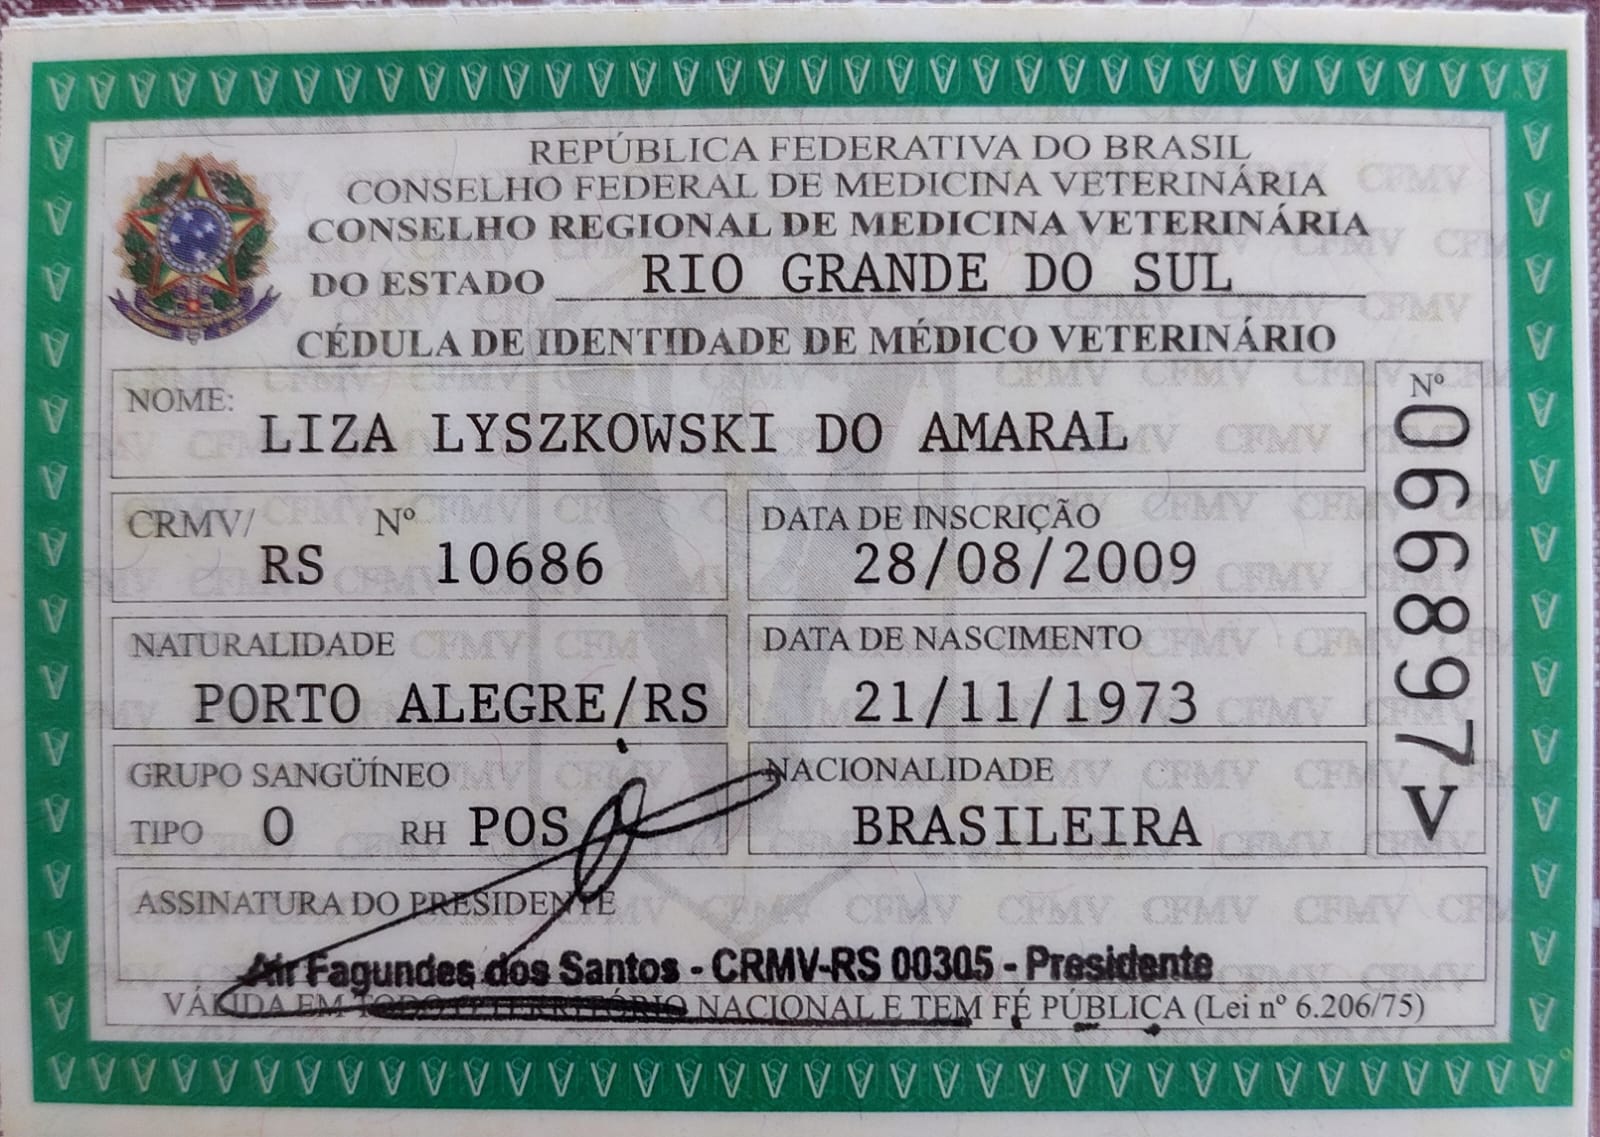 REPÚBLICA FEDERATIVA DO BRASIL
CONSELHO FEDERAL DE MEDICINA VETERINÁRIA
CONSELHO REGIONAL DE MEDICINA VETERINÁRIA
DO ESTADO RIO GRANDE DO SUL
CÉDULA DE IDENTIDADE DE MÉDICO VETERINÁRIO
NOME:
LIZA LYSZKOWSKI DO AMARAL
Nº 066897 V
CRMV/ Nº
RS 10686
DATA DE INSCRIÇÃO
28/08/2009
NATURALIDADE
PORTO ALEGRE/RS
DATA DE NASCIMENTO
21/11/1973
GRUPO SANGÜÍNEO
TIPO O RH POS
NACIONALIDADE
BRASILEIRA
ASSINATURA DO PRESIDENTE
Air Fagundes dos Santos - CRMV-RS 00305 - Presidente
VÁLIDA EM TODO O TERRITÓRIO NACIONAL E TEM FÉ PÚBLICA (Lei nº 6.206/75)